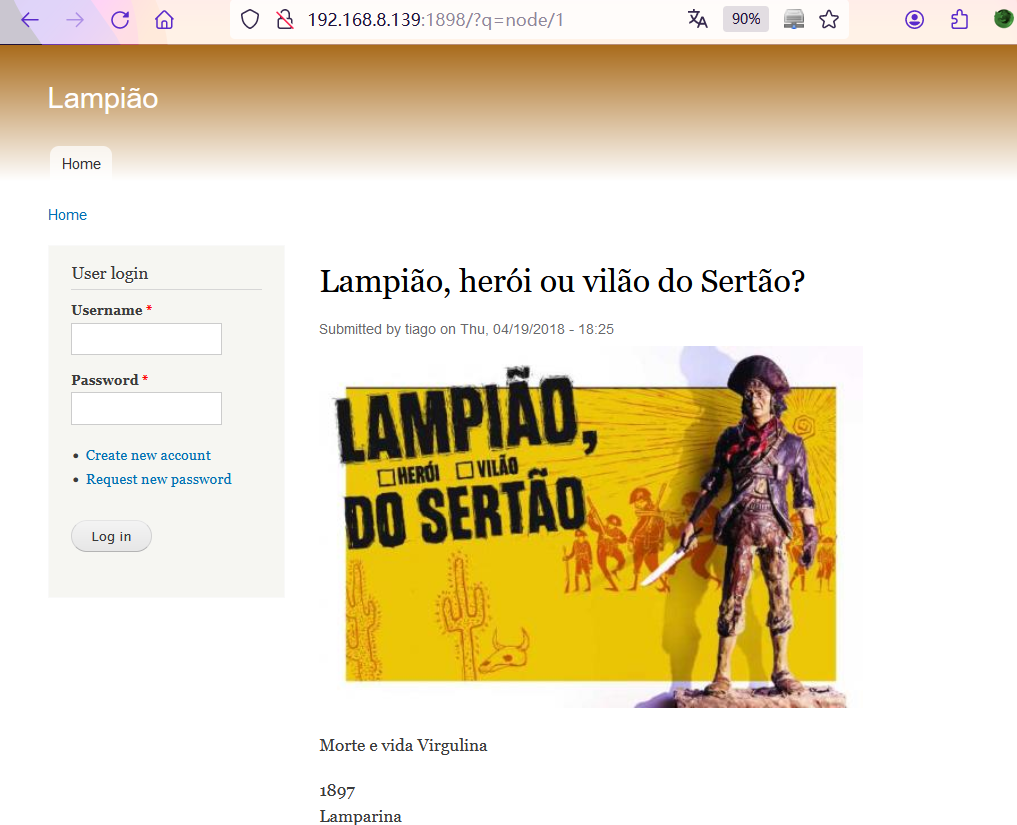 192.168.8.139:1898/?q=node/1
90%
Lampião
Home
Home
User login
Username *
Password *
Create new account
Request new password
Log in
Lampião, herói ou vilão do Sertão?
Submitted by tiago on Thu, 04/19/2018 - 18:25
LAMPIÃO,
HERÓI VILÃO
DO SERTÃO
Morte e vida Virgulina
1897
Lamparina